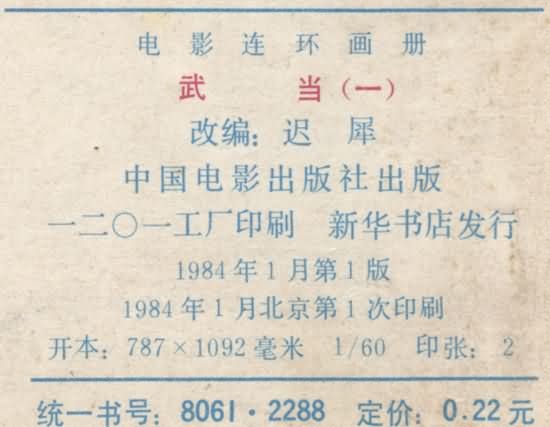 电影连环画册
武当(一)
改编：迟犀
中国电影出版社出版
一二〇一工厂印刷 新华书店发行
1984年1月第1版
1984年1月北京第1次印刷
开本：787×1092毫米 1/60 印张：2
统一书号：8061·2288 定价：0.22元